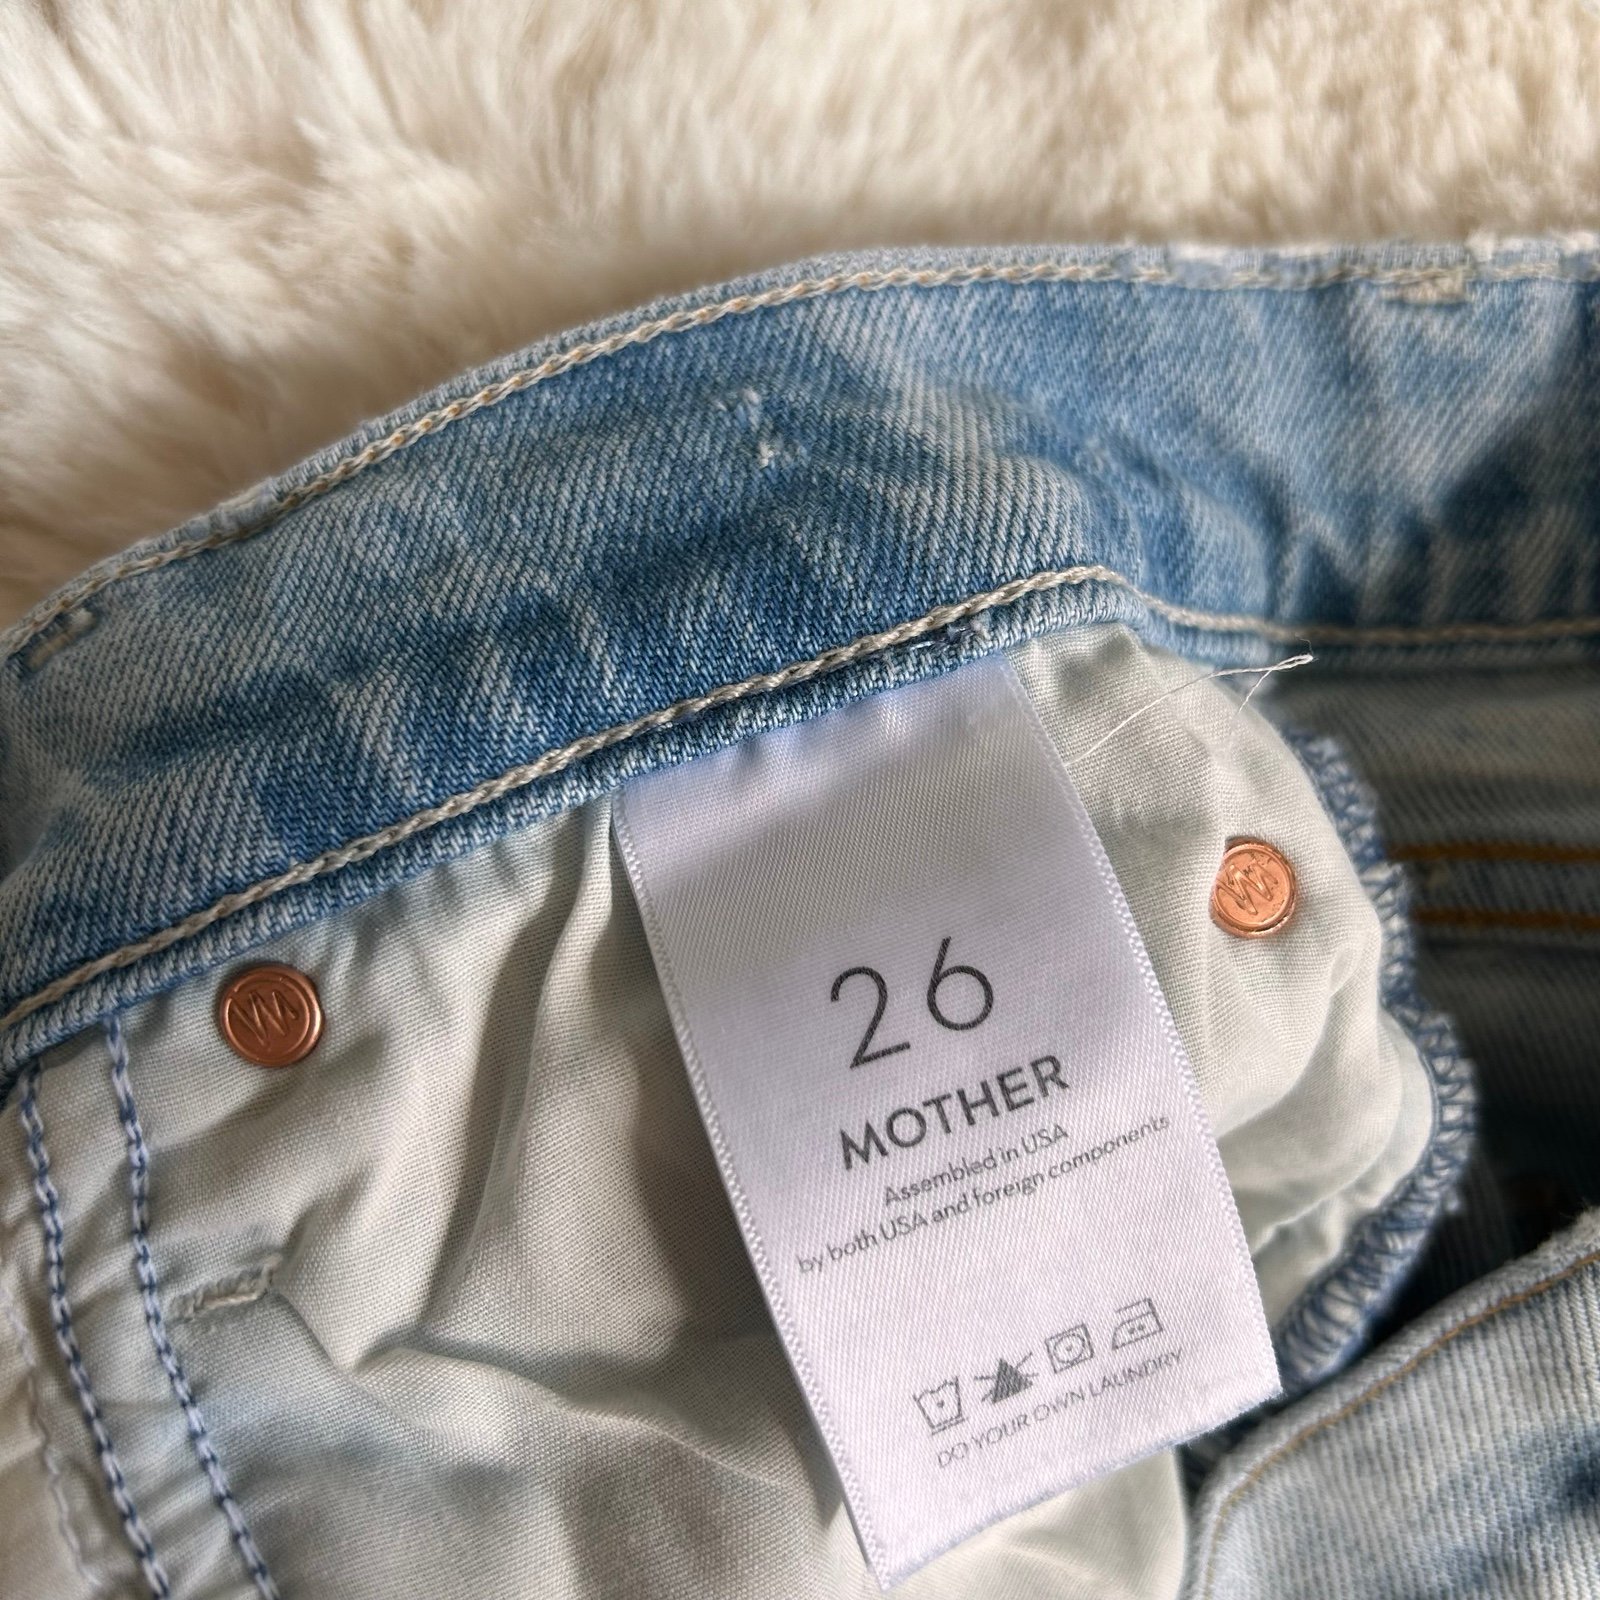 26
MOTHER
Assembled in USA
by both USA and foreign components
DO YOUR OWN LAUNDRY